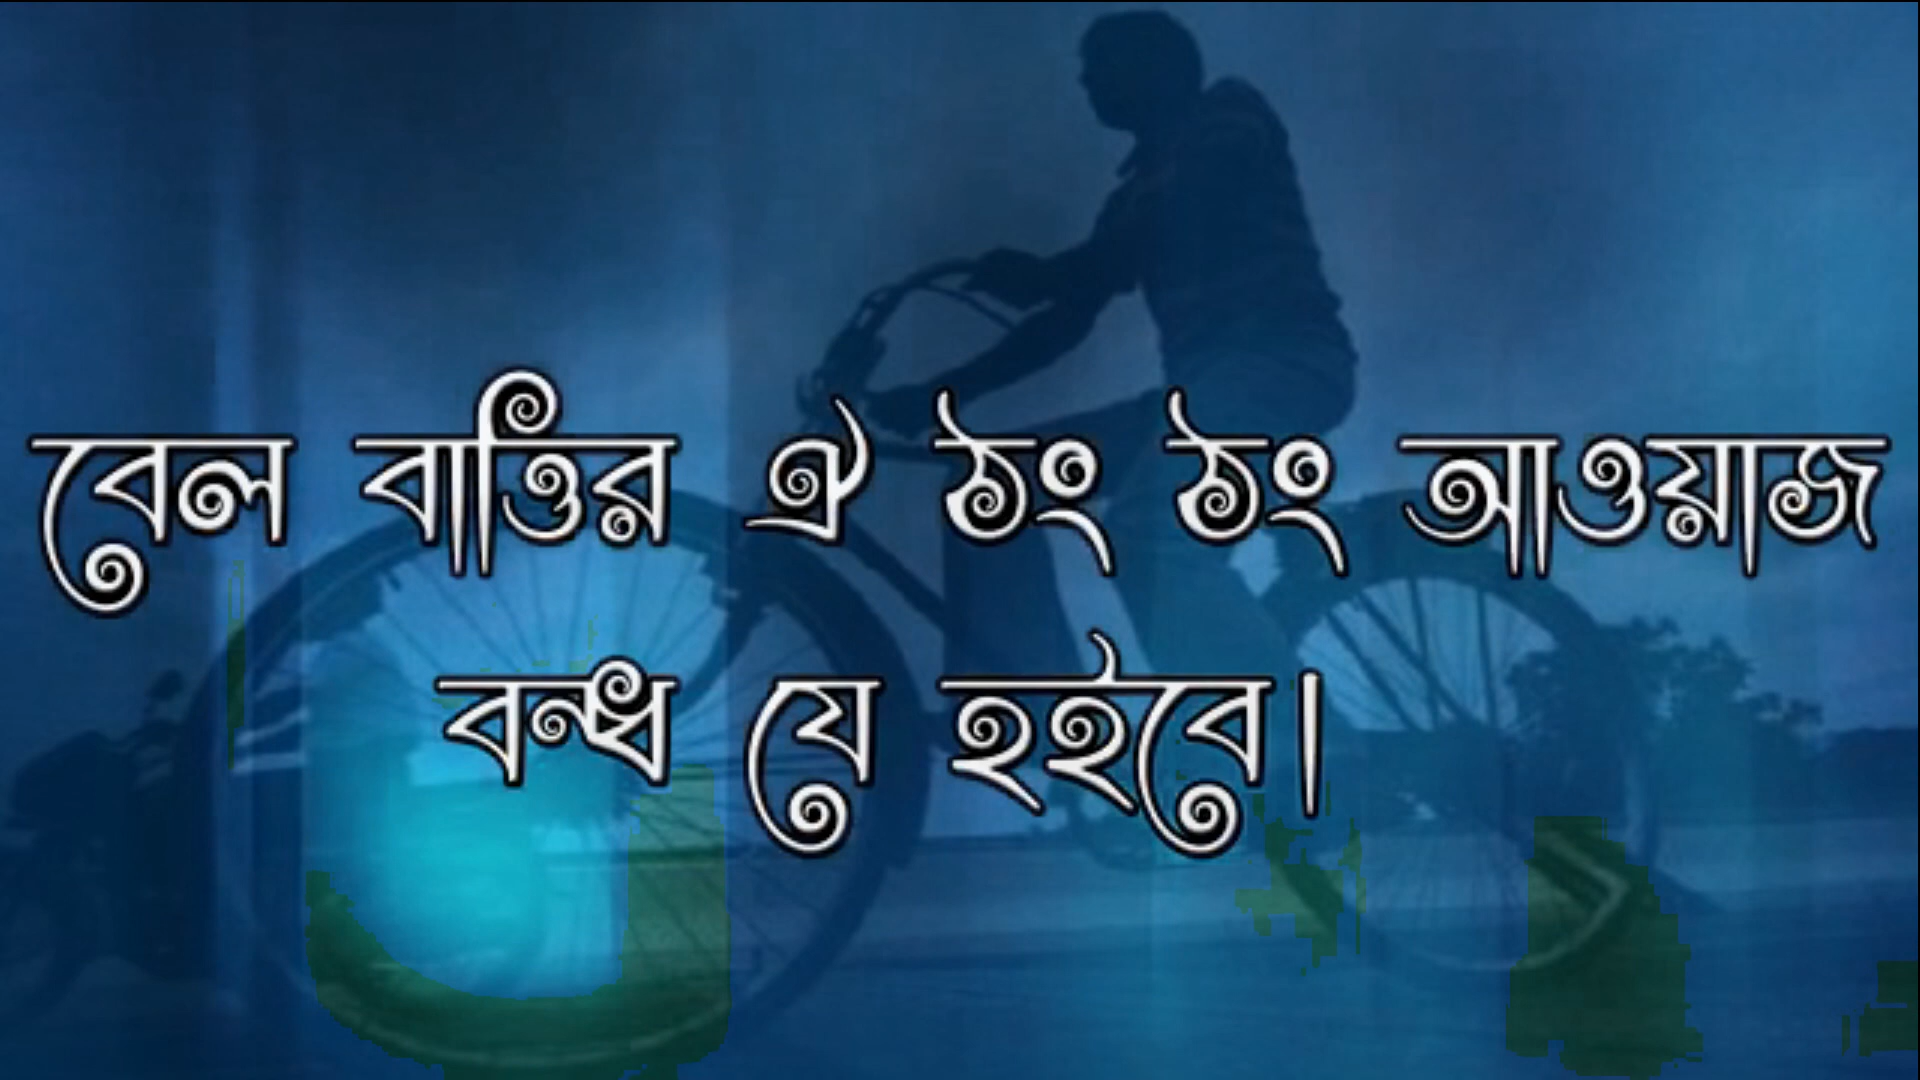 বেল বাত্তির ঐ ঠং ঠং আওয়াজ
বন্ধ যে হইবে।